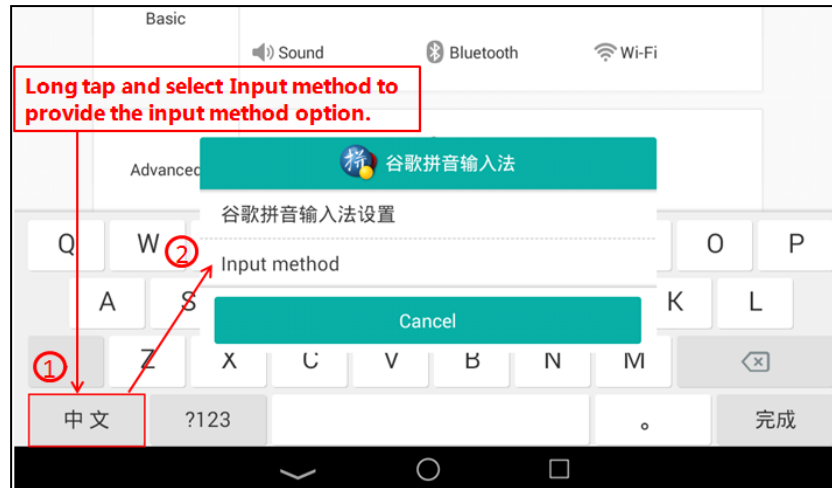 Basic
Sound
Bluetooth
Wi-Fi
Long tap and select Input method to
provide the input method option.
Advanced
拼 谷歌拼音输入法
谷歌拼音输入法设置
Input method
Cancel
Q W O P
A S K L
Z X C V B N M
中文 ?123 。 完成
1
2